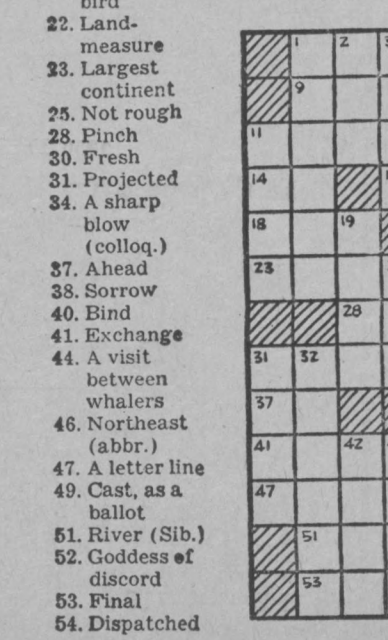 bird
22. Land-
measure
23. Largest
continent
25. Not rough
28. Pinch
30. Fresh
31. Projected
34. A sharp
blow
(colloq.)
37. Ahead
38. Sorrow
40. Bind
41. Exchange
44. A visit
between
whalers
46. Northeast
(abbr.)
47. A letter line
49. Cast, as a
ballot
51. River (Sib.)
52. Goddess of
discord
53. Final
54. Dispatched
1 2
9
11
14
18 19
23
28
31 32
37
41 42
47
51
53